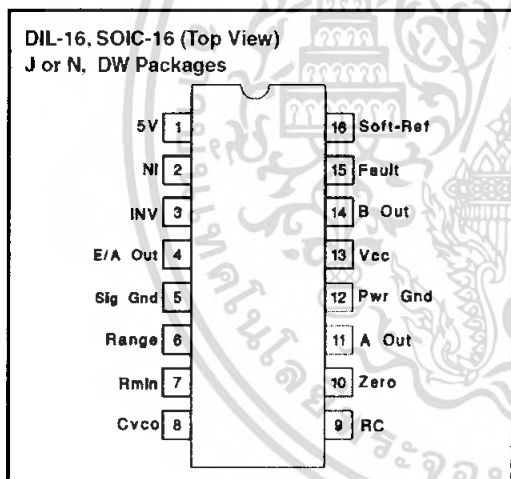 DIL-16, SOIC-16 (Top View)
J or N, DW Packages
5V 1
NI 2
INV 3
E/A Out 4
Sig Gnd 5
Range 6
Rmin 7
Cvco 8
16 Soft-Ref
15 Fault
14 B Out
13 Vcc
12 Pwr Gnd
11 A Out
10 Zero
9 RC